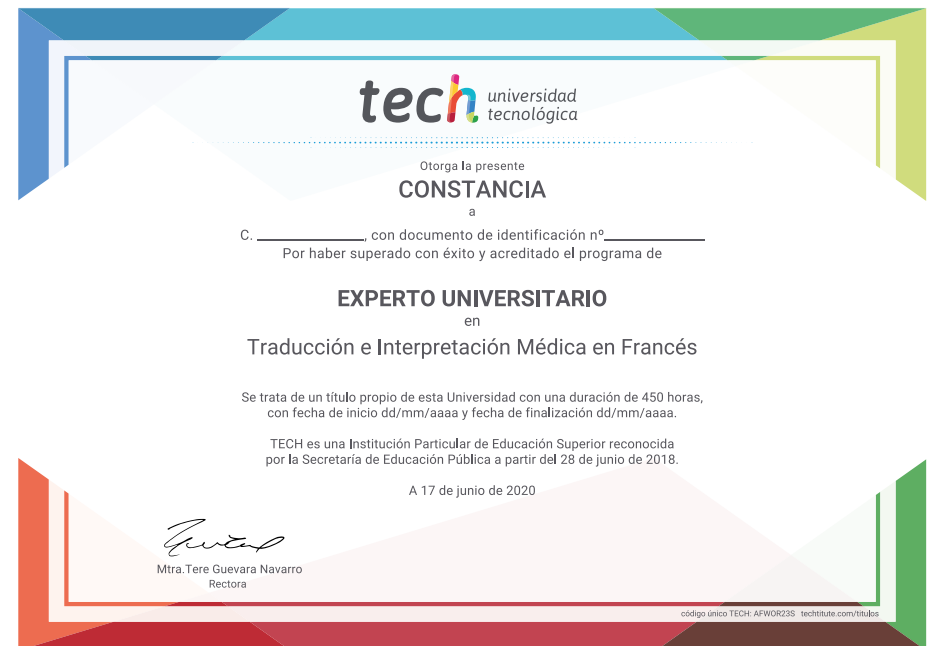 tech universidad
tecnológica
Otorga la presente
CONSTANCIA
a
C. ______________, con documento de identificación nº_____________
Por haber superado con éxito y acreditado el programa de
EXPERTO UNIVERSITARIO
en
Traducción e Interpretación Médica en Francés
Se trata de un título propio de esta Universidad con una duración de 450 horas,
con fecha de inicio dd/mm/aaaa y fecha de finalización dd/mm/aaaa.
TECH es una Institución Particular de Educación Superior reconocida
por la Secretaría de Educación Pública a partir del 28 de junio de 2018.
A 17 de junio de 2020
Mtra.Tere Guevara Navarro
Rectora
código único TECH: AFWOR23S techtitute.com/titulos